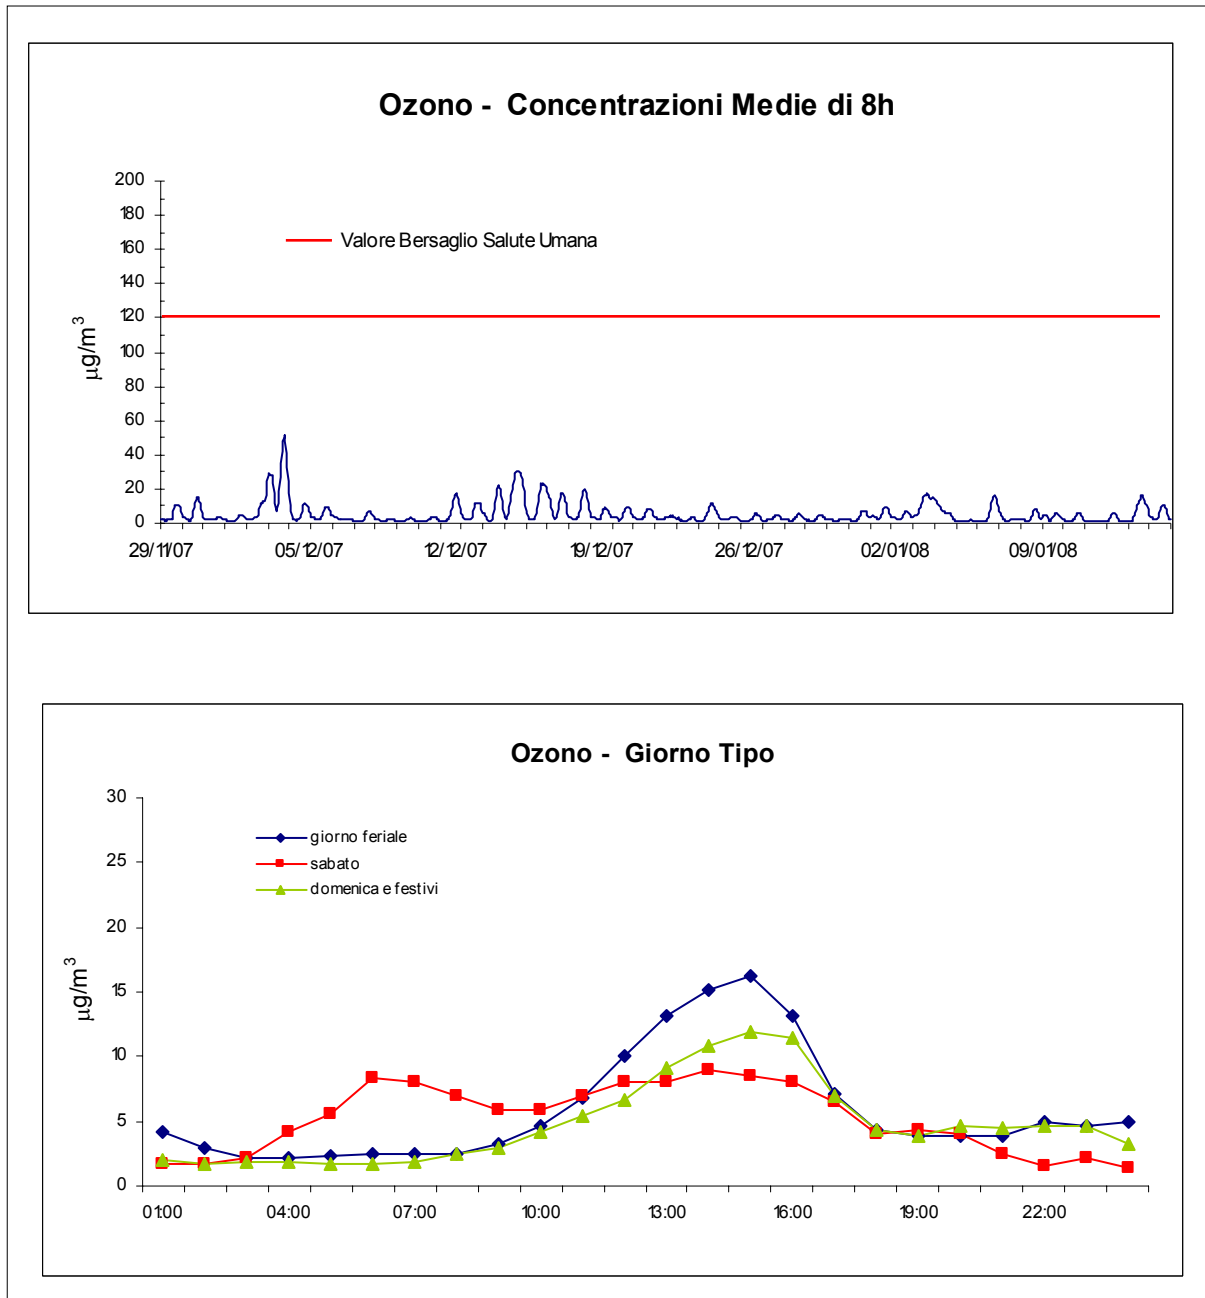 Ozono - Concentrazioni Medie di 8h
200
180
160
140
120
100
80
60
40
20
0
µg/m³
Valore Bersaglio Salute Umana
29/11/07 05/12/07 12/12/07 19/12/07 26/12/07 02/01/08 09/01/08
Ozono - Giorno Tipo
30
25
20
15
10
5
0
µg/m³
giorno feriale
sabato
domenica e festivi
01:00 04:00 07:00 10:00 13:00 16:00 19:00 22:00